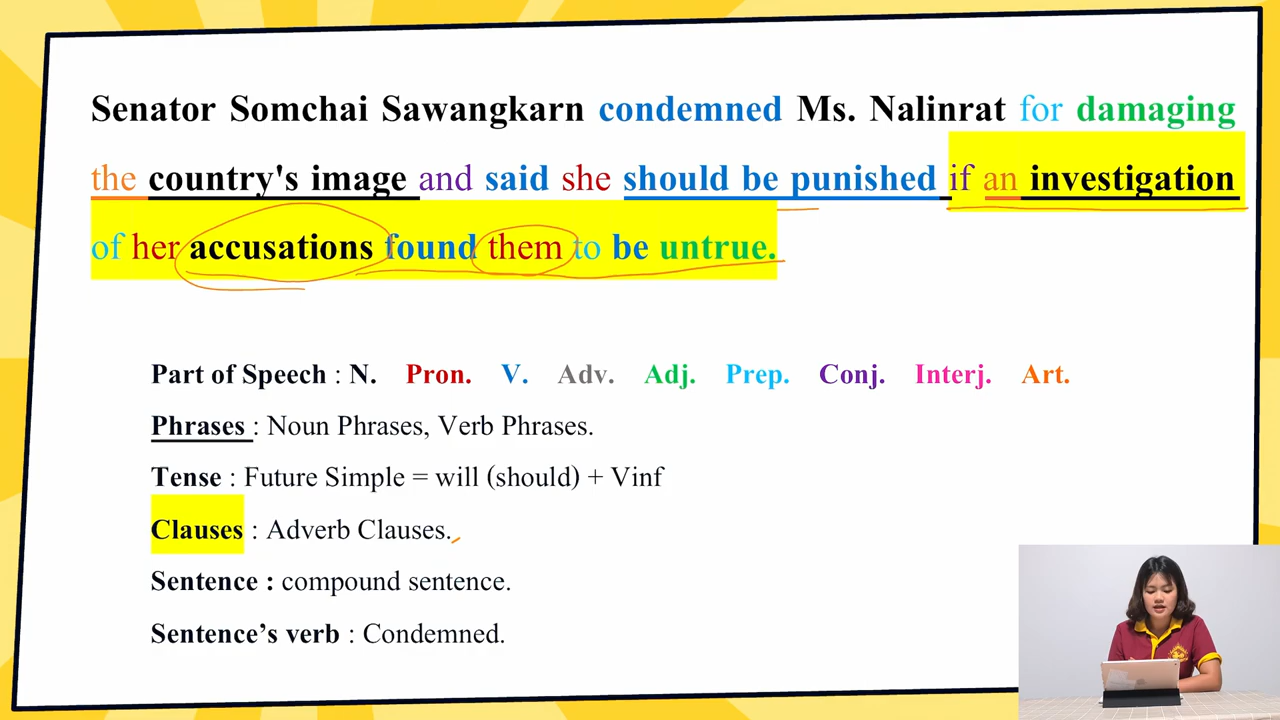 Senator Somchai Sawangkarn condemned Ms. Nalinrat for damaging
the country's image and said she should be punished if an investigation
of her accusations found them to be untrue.
Part of Speech : N. Pron. V. Adv. Adj. Prep. Conj. Interj. Art.
Phrases : Noun Phrases, Verb Phrases.
Tense : Future Simple = will (should) + Vinf
Clauses : Adverb Clauses.
Sentence : compound sentence.
Sentence’s verb : Condemned.